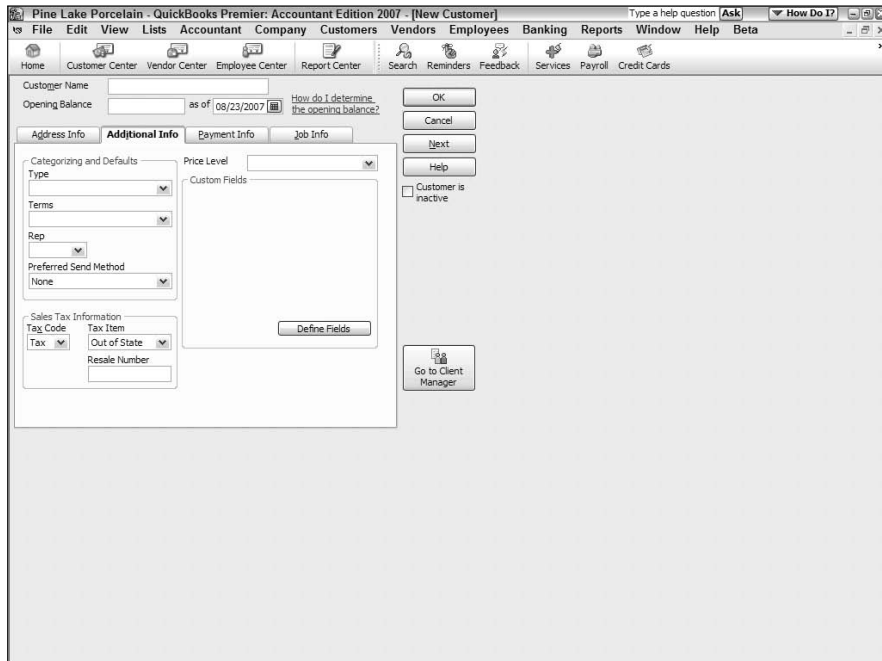 Pine Lake Porcelain - QuickBooks Premier: Accountant Edition 2007 - [New Customer]
Type a help question Ask How Do I?
File Edit View Lists Accountant Company Customers Vendors Employees Banking Reports Window Help Beta
Home Customer Center Vendor Center Employee Center Report Center Search Reminders Feedback Services Payroll Credit Cards
Customer Name
Opening Balance as of 08/23/2007 How do I determine
the opening balance?
OK
Cancel
Next
Help
Customer is
inactive
Address Info Additional Info Payment Info Job Info
Categorizing and Defaults
Type
Terms
Rep
Preferred Send Method
None
Price Level
Custom Fields
Define Fields
Sales Tax Information
Tax Code Tax Item
Tax Out of State
Resale Number
Go to Client
Manager